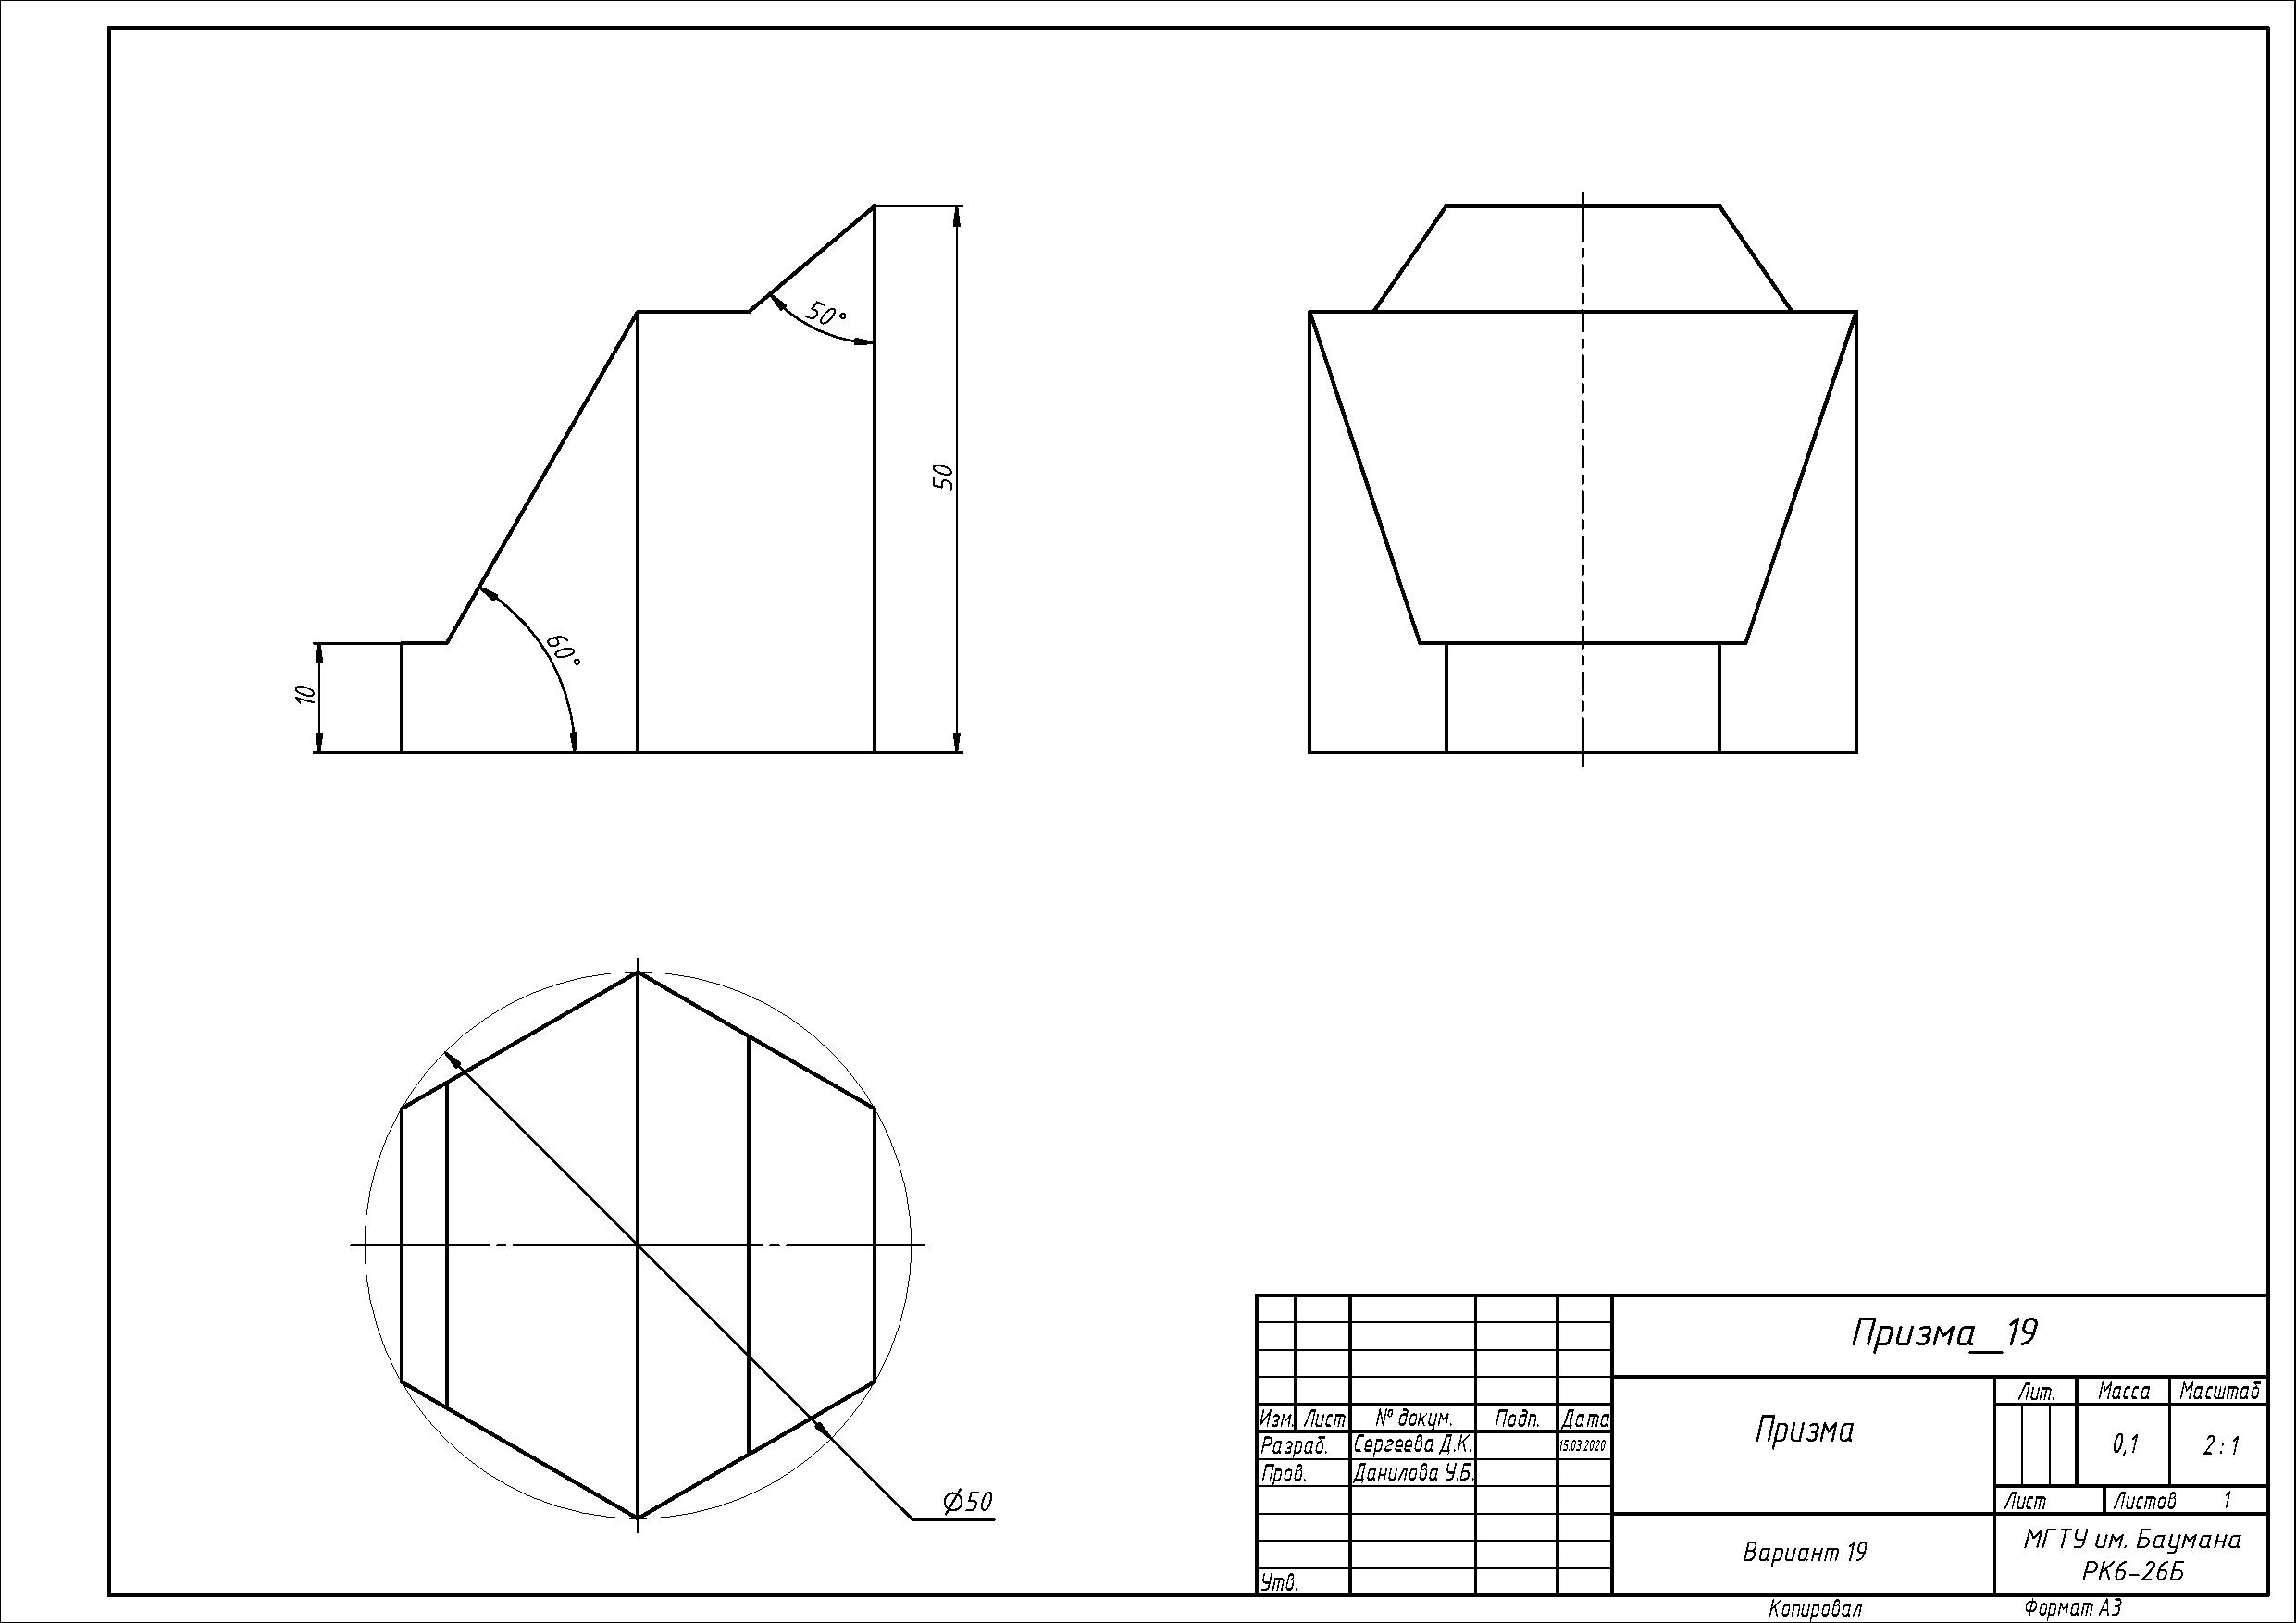 50°
50
60°
10
Ø50
Призма_19
Лит. Масса Масштаб
Изм. Лист № докум. Подп. Дата
Призма
Разраб. Сергеева Д.К. 15.03.2020
0,1 2:1
Пров. Данилова У.Б.
Лист Листов 1
Вариант 19
МГТУ им. Баумана
РК6-26Б
Утв.
Копировал Формат А3